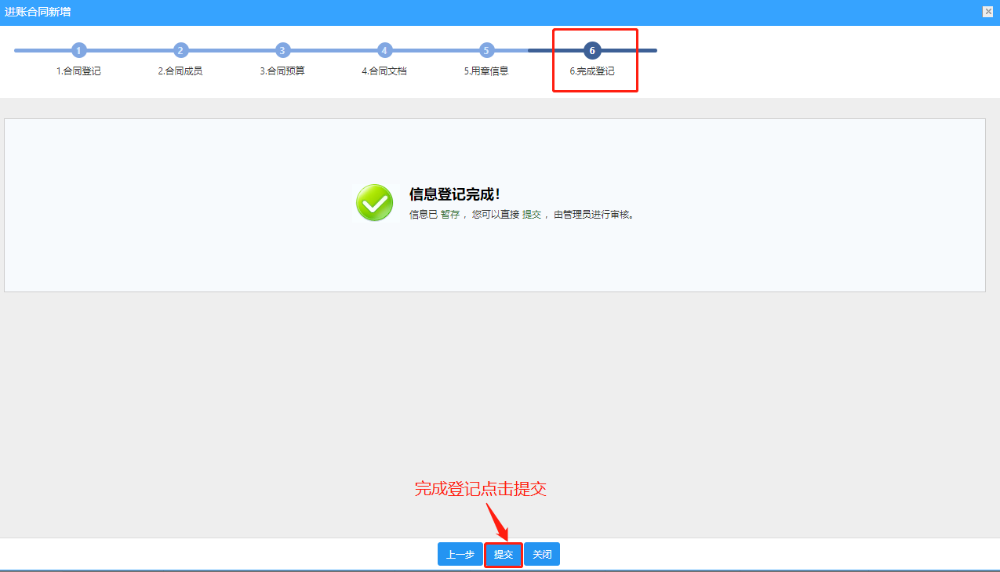 进账合同新增
1 2 3 4 5 6
1.合同登记 2.合同成员 3.合同预算 4.合同文档 5.用章信息 6.完成登记
信息登记完成！
信息已 暂存 ，您可以直接 提交 ，由管理员进行审核。
完成登记点击提交
上一步 提交 关闭